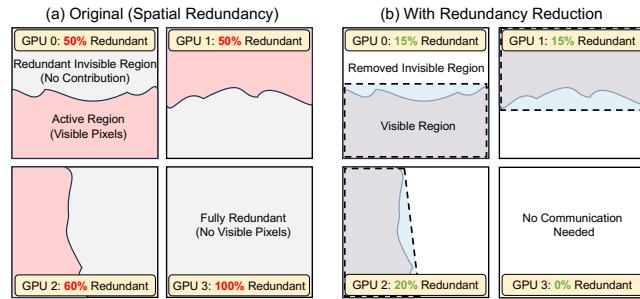 (a) Original (Spatial Redundancy)
GPU 0: 50% Redundant
Redundant Invisible Region
(No Contribution)
Active Region
(Visible Pixels)
GPU 1: 50% Redundant
GPU 2: 60% Redundant
Fully Redundant
(No Visible Pixels)
GPU 3: 100% Redundant
(b) With Redundancy Reduction
GPU 0: 15% Redundant
Removed Invisible Region
Visible Region
GPU 1: 15% Redundant
GPU 2: 20% Redundant
No Communication
Needed
GPU 3: 0% Redundant